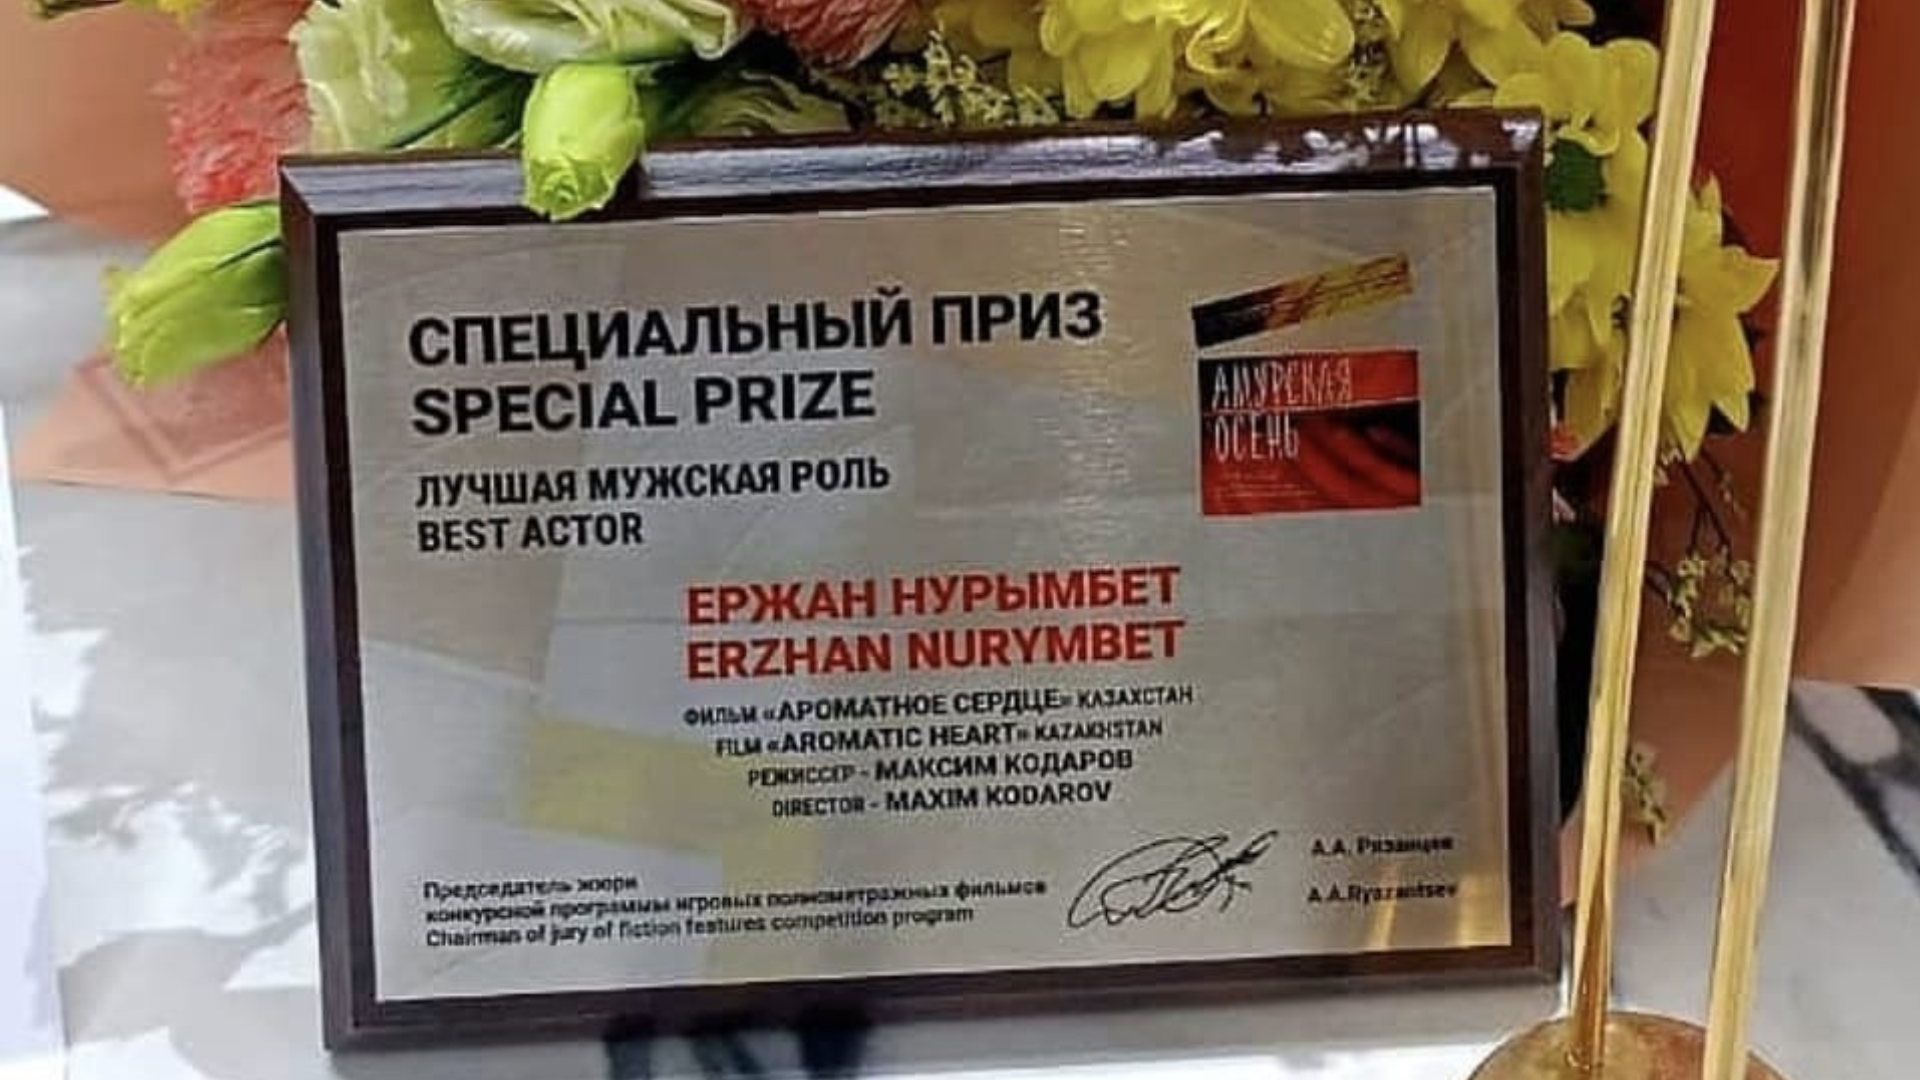 СПЕЦИАЛЬНЫЙ ПРИЗ
SPECIAL PRIZE
АМУРСКАЯ
ОСЕНЬ
ЛУЧШАЯ МУЖСКАЯ РОЛЬ
BEST ACTOR
ЕРЖАН НУРЫМБЕТ
ERZHAN NURYMBET
ФИЛЬМ «АРОМАТНОЕ СЕРДЦЕ» КАЗАХСТАН
FILM «AROMATIC HEART» KAZAKHSTAN
РЕЖИССЕР - МАКСИМ КОДАРОВ
DIRECTOR - MAXIM KODAROV
Председатель жюри
конкурсной программы игровых полнометражных фильмов
Chairman of jury of fiction features competition program
А.А. Рязанцев
A.A.Ryazantsev